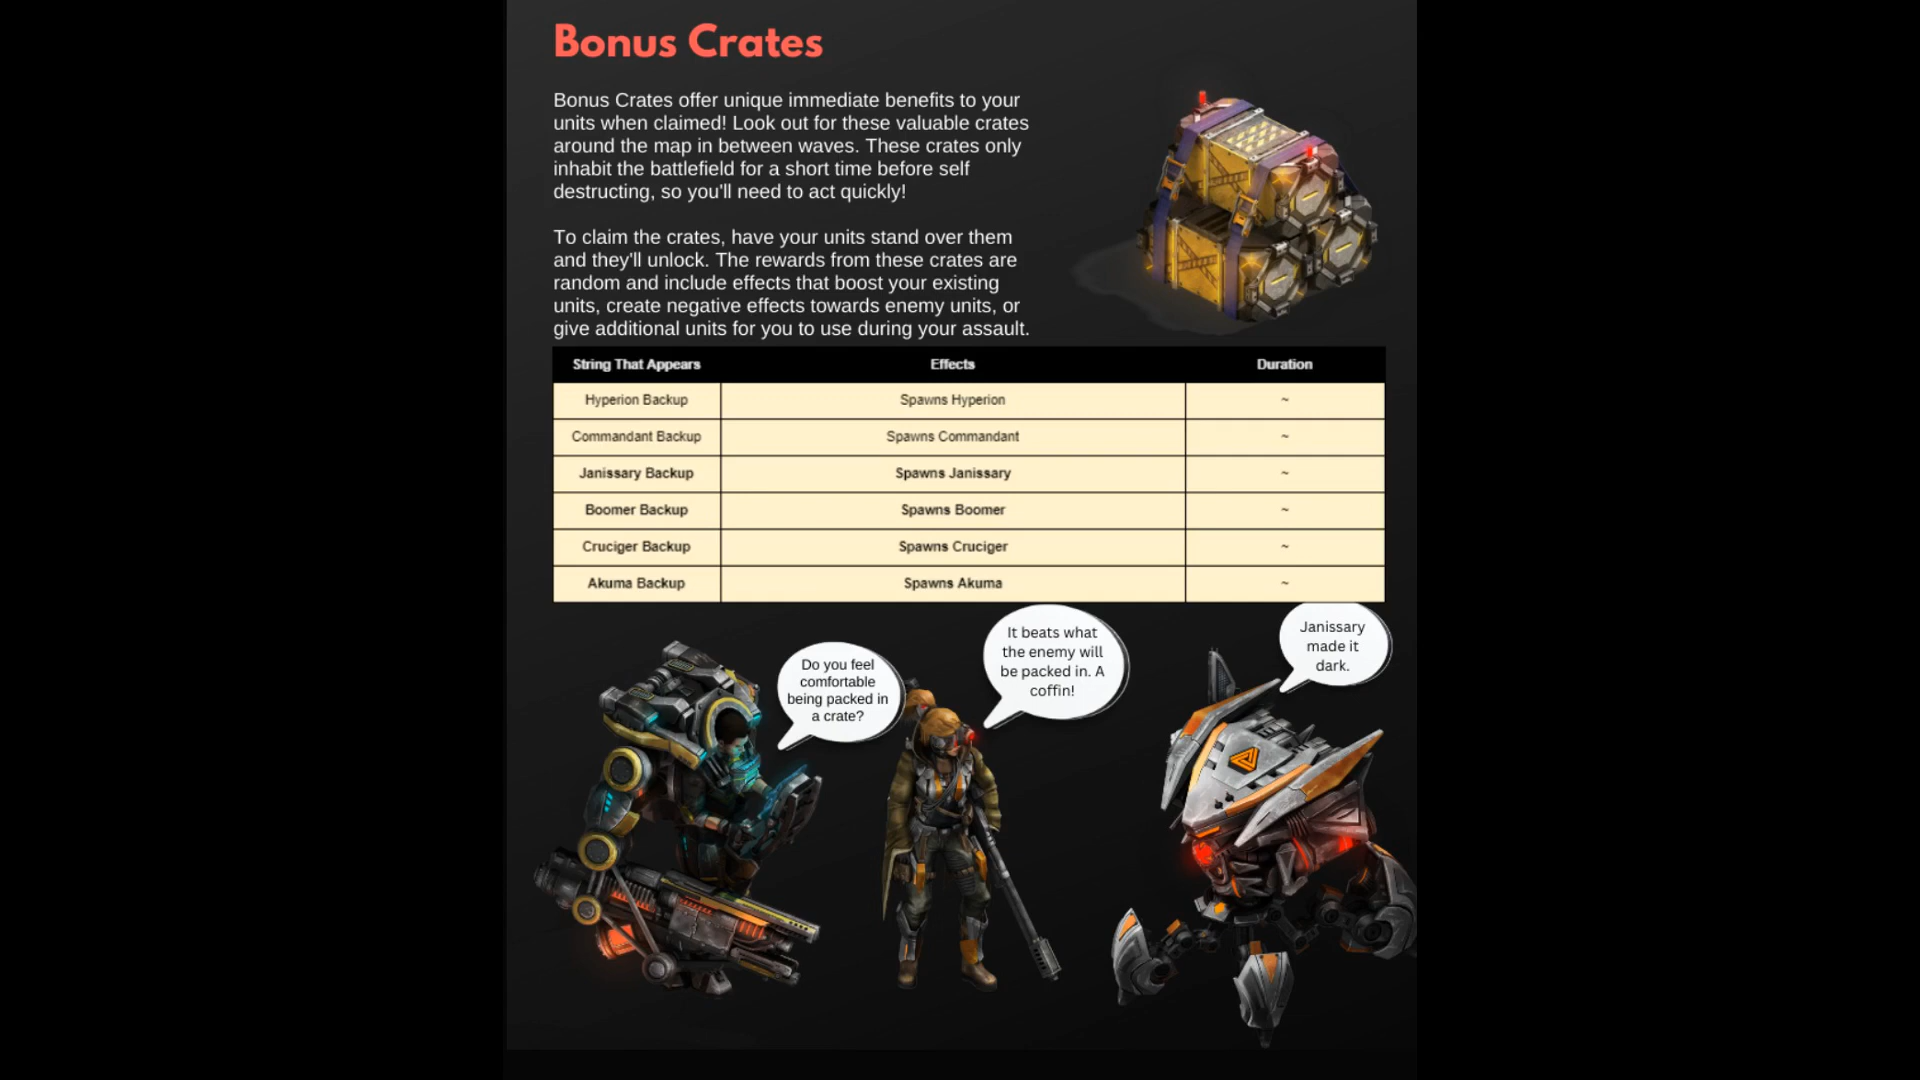 Bonus Crates
Bonus Crates offer unique immediate benefits to your
units when claimed! Look out for these valuable crates
around the map in between waves. These crates only
inhabit the battlefield for a short time before self
destructing, so you'll need to act quickly!
To claim the crates, have your units stand over them
and they'll unlock. The rewards from these crates are
random and include effects that boost your existing
units, create negative effects towards enemy units, or
give additional units for you to use during your assault.
String That Appears Effects Duration
Hyperion Backup Spawns Hyperion ~
Commandant Backup Spawns Commandant ~
Janissary Backup Spawns Janissary ~
Boomer Backup Spawns Boomer ~
Cruciger Backup Spawns Cruciger ~
Akuma Backup Spawns Akuma ~
Do you feel
comfortable
being packed in
a crate?
It beats what
the enemy will
be packed in. A
coffin!
Janissary
made it
dark.